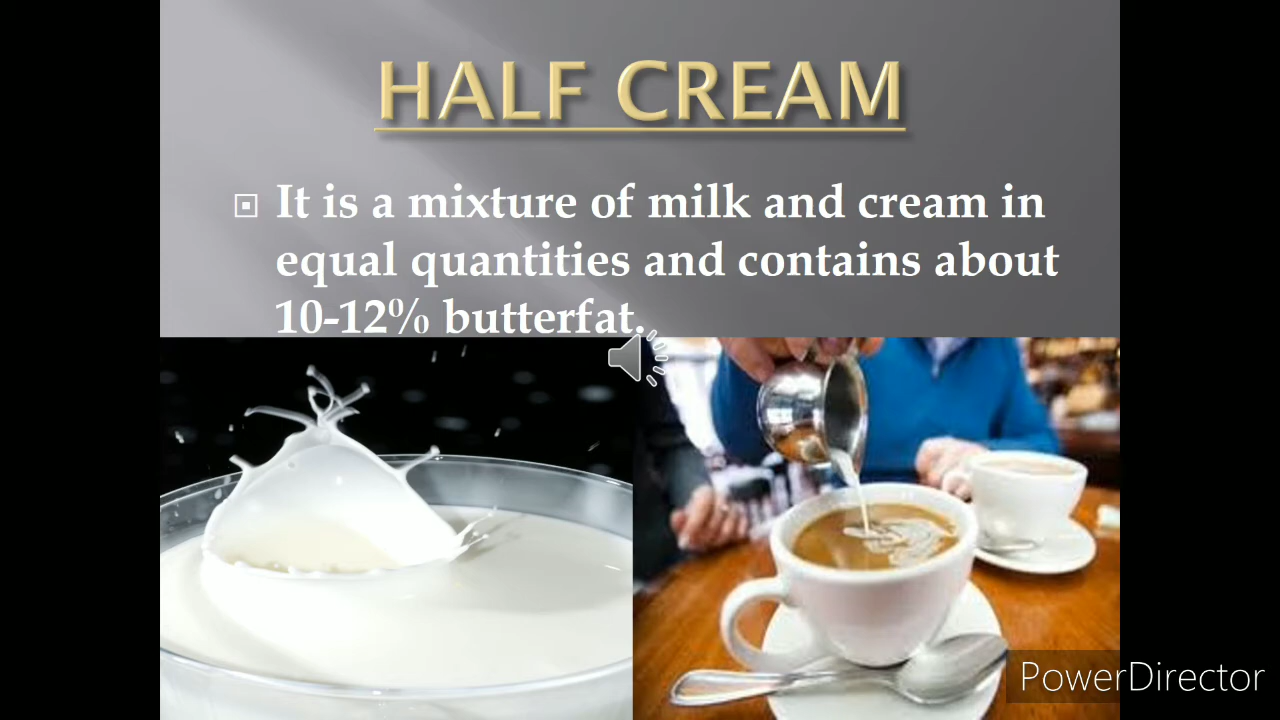 HALF CREAM
It is a mixture of milk and cream in
equal quantities and contains about
10-12% butterfat.
PowerDirector